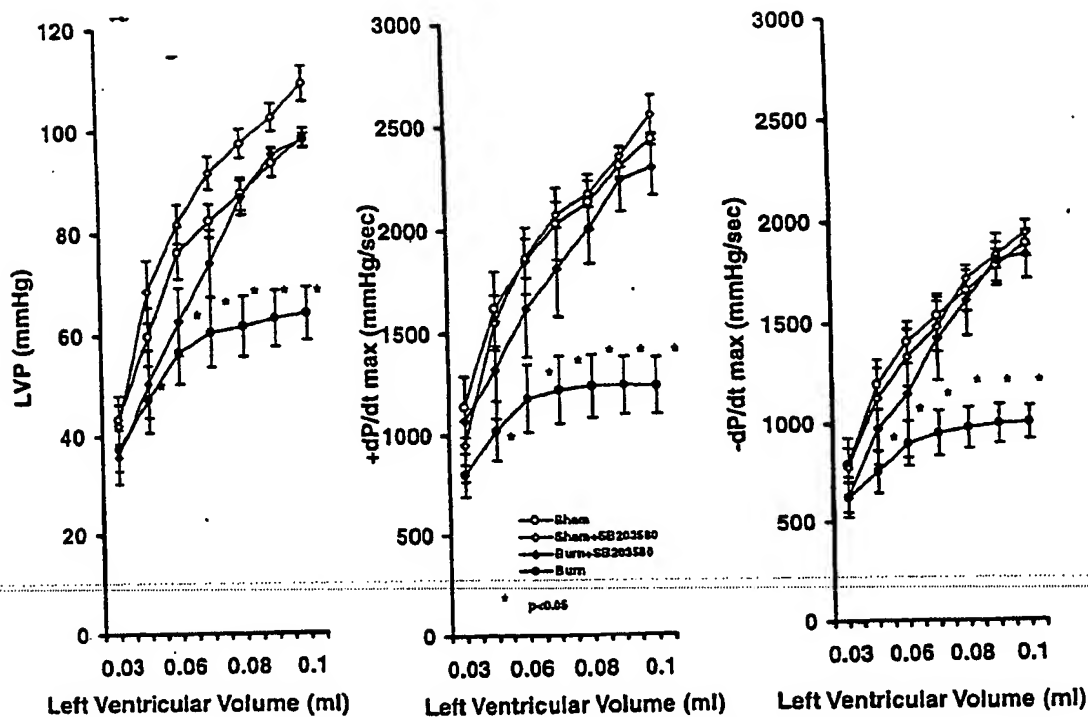 120
100
80
60
40
20
0
LVP (mmHg)
0.03 0.06 0.08 0.1
Left Ventricular Volume (ml)
* * * * *
3000
2500
2000
1500
1000
500
0
+dP/dt max (mmHg/sec)
Sham
Sham+SB203580
Burn+SB203580
Burn
* p<0.05
0.03 0.06 0.08 0.1
Left Ventricular Volume (ml)
* * * * * *
3000
2500
2000
1500
1000
500
0
-dP/dt max (mmHg/sec)
0.03 0.06 0.08 0.1
Left Ventricular Volume (ml)
* * * * * *